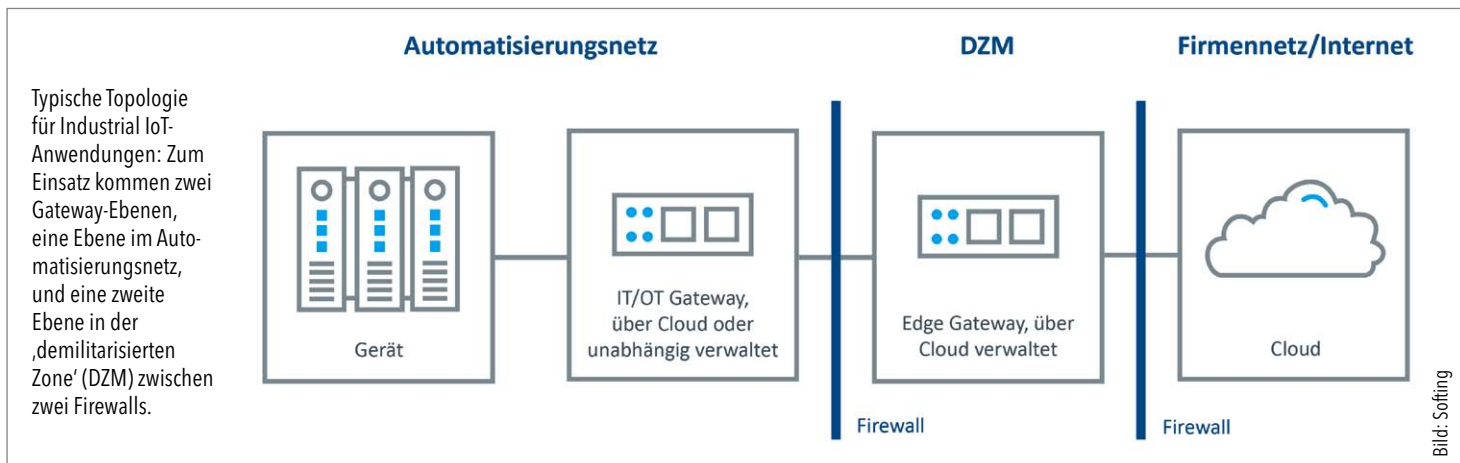 Automatisierungsnetz
DZM
Firmennetz/Internet
Typische Topologie
für Industrial IoT-
Anwendungen: Zum
Einsatz kommen zwei
Gateway-Ebenen,
eine Ebene im Auto-
matisierungsnetz,
und eine zweite
Ebene in der
‚demilitarisierten
Zone‘ (DZM) zwischen
zwei Firewalls.
Gerät
IT/OT Gateway,
über Cloud oder
unabhängig verwaltet
Edge Gateway, über
Cloud verwaltet
Cloud
Firewall
Firewall
Bild: Softing